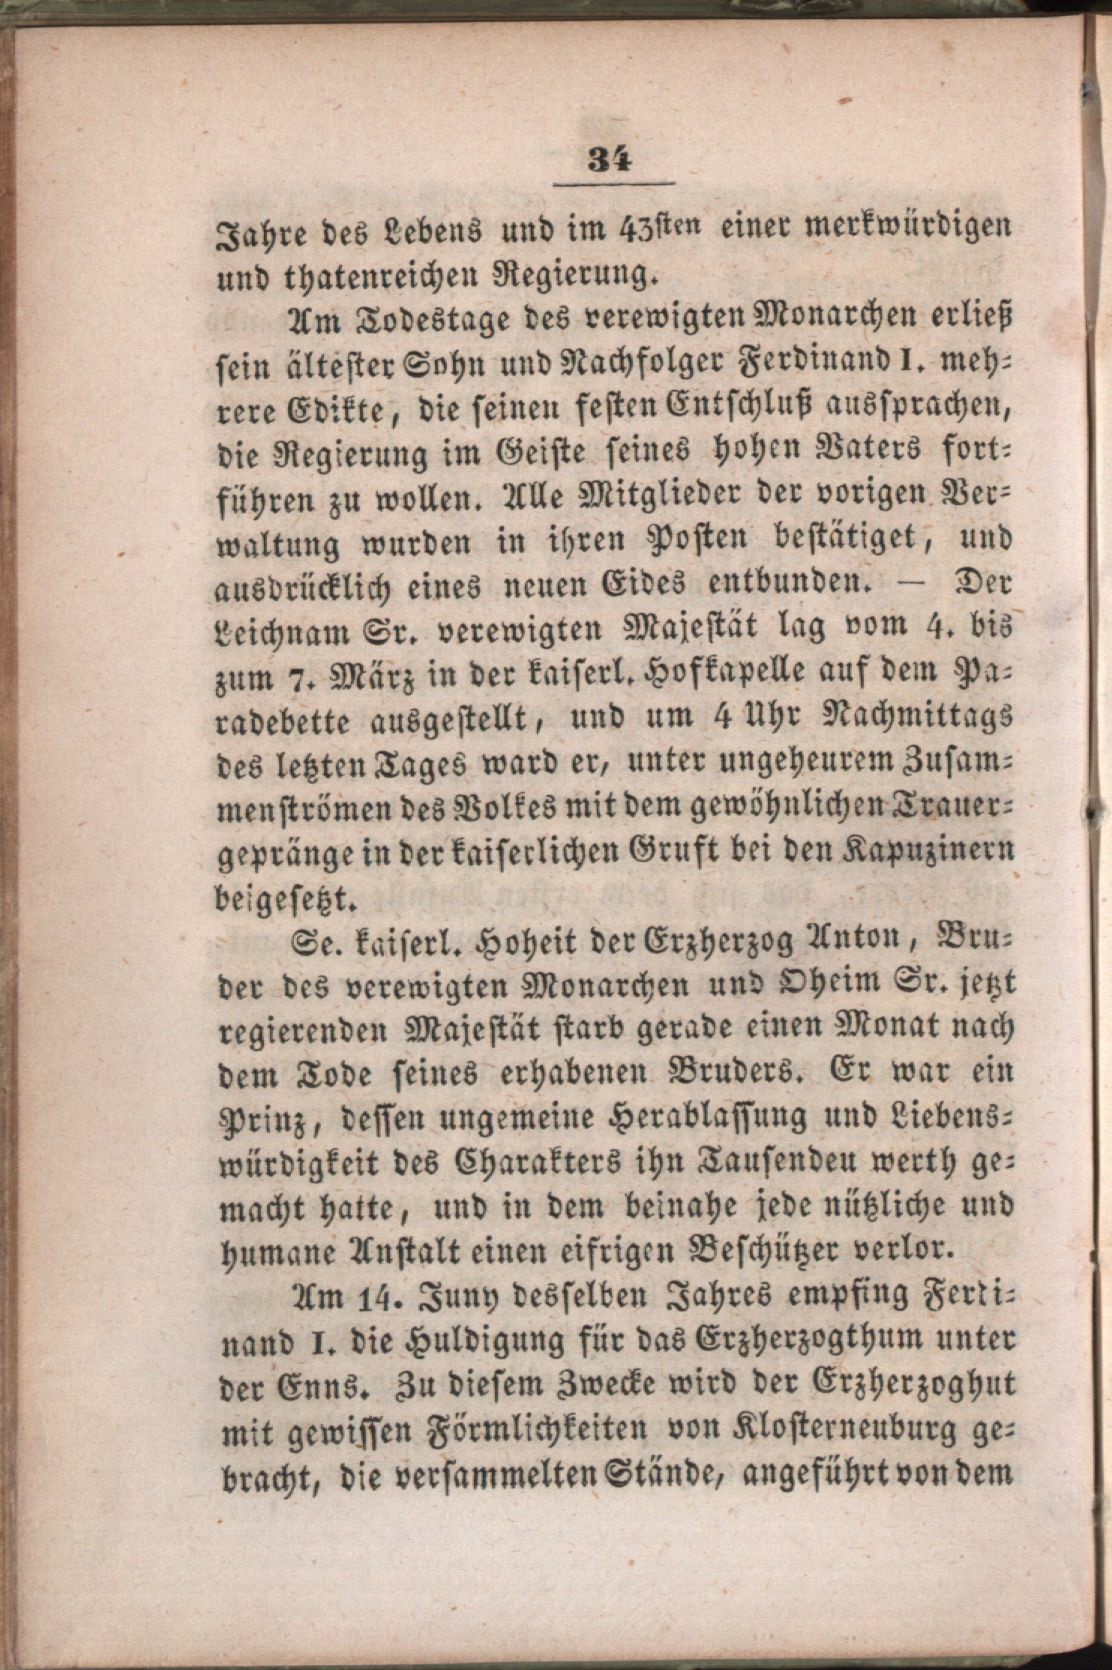 34
Jahre des Lebens und im 43sten einer merkwürdigen
und thatenreichen Regierung.
Am Todestage des verewigten Monarchen erließ
sein ältester Sohn und Nachfolger Ferdinand I. meh-
rere Edikte, die seinen festen Entschluß aussprachen,
die Regierung im Geiste seines hohen Vaters fort-
führen zu wollen. Alle Mitglieder der vorigen Ver-
waltung wurden in ihren Posten bestätiget, und
ausdrücklich eines neuen Eides entbunden. — Der
Leichnam Sr. verewigten Majestät lag vom 4. bis
zum 7. März in der kaiserl. Hofkapelle auf dem Pa-
radebette ausgestellt, und um 4 Uhr Nachmittags
des letzten Tages ward er, unter ungeheurem Zusam-
menströmen des Volkes mit dem gewöhnlichen Trauer-
gepränge in der kaiserlichen Gruft bei den Kapuzinern
beigesetzt.
Se. kaiserl. Hoheit der Erzherzog Anton, Bru-
der des verewigten Monarchen und Oheim Sr. jetzt
regierenden Majestät starb gerade einen Monat nach
dem Tode seines erhabenen Bruders. Er war ein
Prinz, dessen ungemeine Herablassung und Liebens-
würdigkeit des Charakters ihn Tausenden werth ge-
macht hatte, und in dem beinahe jede nützliche und
humane Anstalt einen eifrigen Beschützer verlor.
Am 14. Juny desselben Jahres empfing Ferdi-
nand I. die Huldigung für das Erzherzogthum unter
der Enns. Zu diesem Zwecke wird der Erzherzoghut
mit gewissen Förmlichkeiten von Klosterneuburg ge-
bracht, die versammelten Stände, angeführt von dem